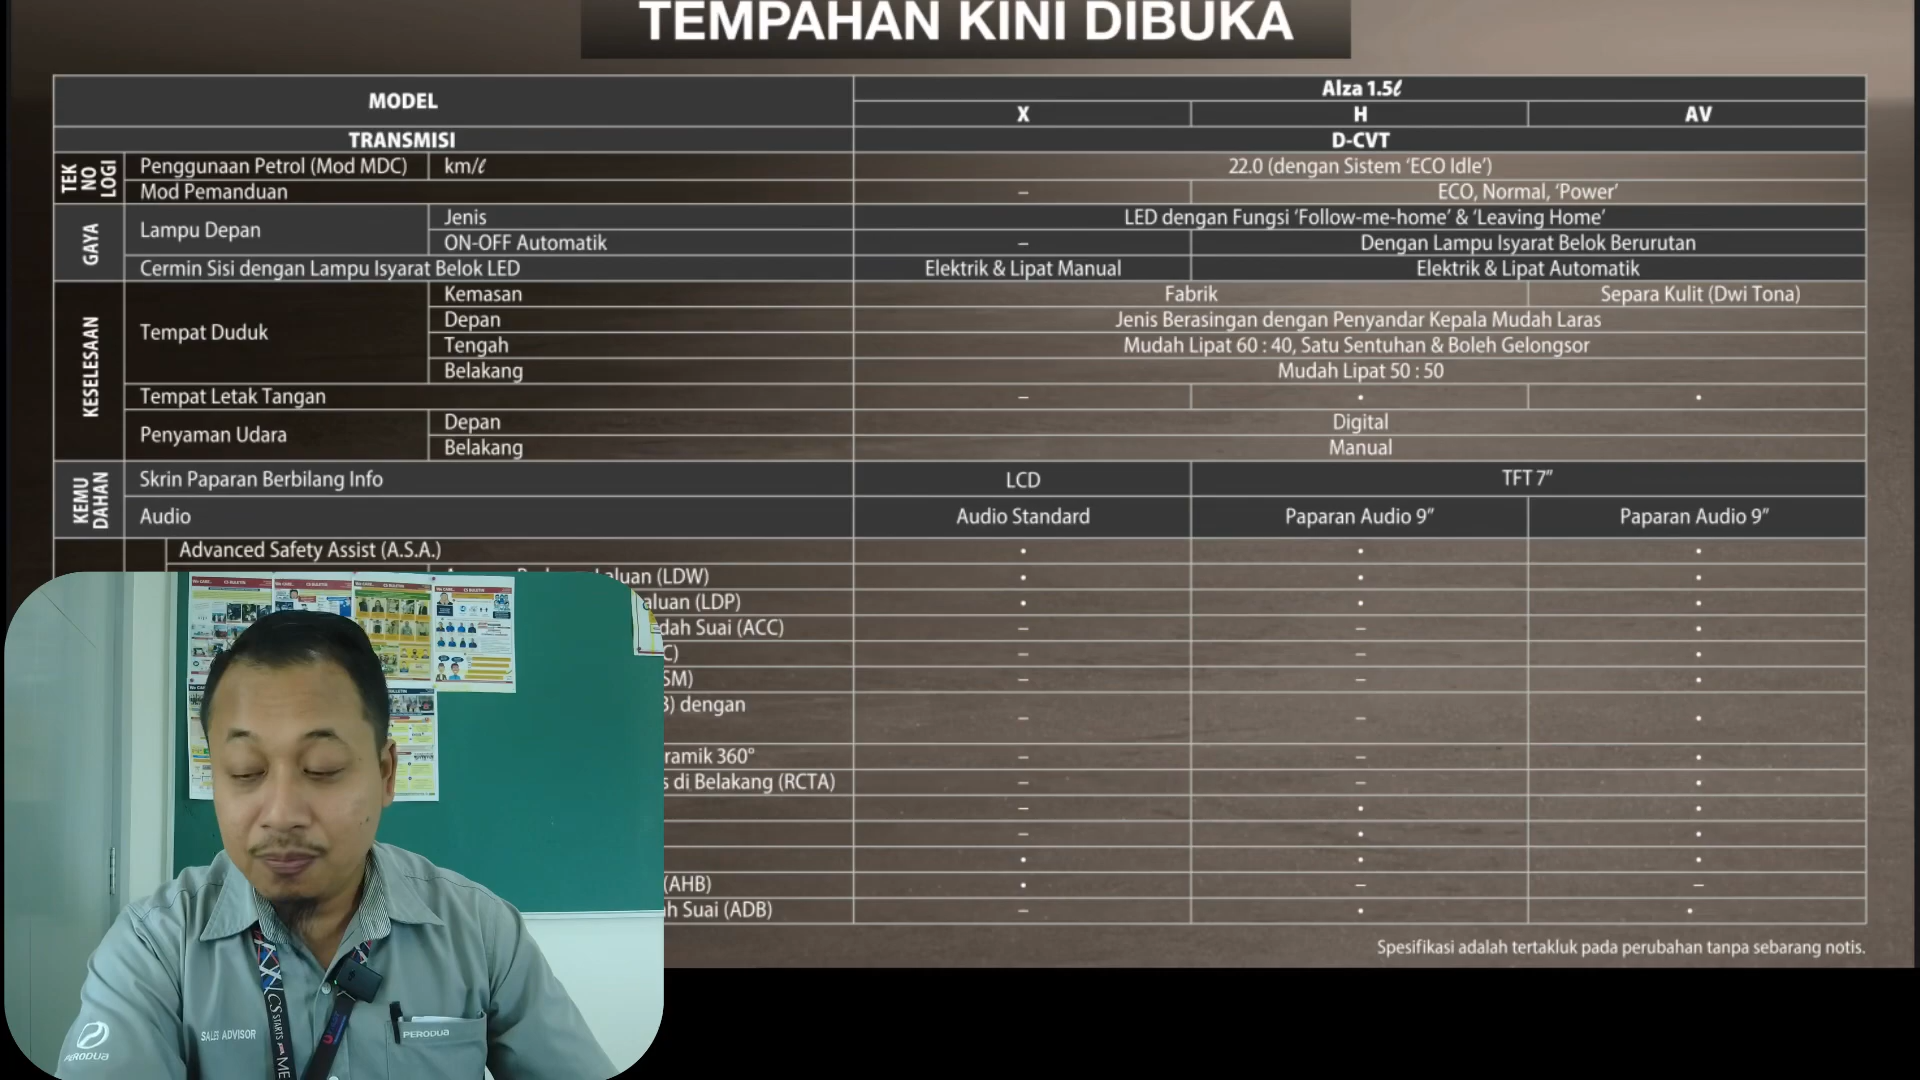 TEMPAHAN KINI DIBUKA
MODEL Alza 1.5ℓ
X H AV
TRANSMISI D-CVT
TEK NO LOGI
Penggunaan Petrol (Mod MDC) km/ℓ 22.0 (dengan Sistem ‘ECO Idle’)
Mod Pemanduan – ECO, Normal, ‘Power’
GAYA
Lampu Depan Jenis LED dengan Fungsi ‘Follow-me-home’ & ‘Leaving Home’
ON-OFF Automatik – Dengan Lampu Isyarat Belok Berurutan
Cermin Sisi dengan Lampu Isyarat Belok LED Elektrik & Lipat Manual Elektrik & Lipat Automatik
KESELESAAN
Tempat Duduk Kemasan Fabrik Separa Kulit (Dwi Tona)
Depan Jenis Berasingan dengan Penyandar Kepala Mudah Laras
Tengah Mudah Lipat 60 : 40, Satu Sentuhan & Boleh Gelongsor
Belakang Mudah Lipat 50 : 50
Tempat Letak Tangan – • •
Penyaman Udara Depan Digital
Belakang Manual
KEMU DAHAN
Skrin Paparan Berbilang Info LCD TFT 7”
Audio Audio Standard Paparan Audio 9” Paparan Audio 9”
Advanced Safety Assist (A.S.A.) • • •
(LDW) • • •
(LDP) • • •
Suai (ACC) – – •
– – •
– – •
dengan – – •
360° – – •
di Belakang (RCTA) – – •
– • •
– • •
• • •
(AHB) • – –
Suai (ADB) – • •
Spesifikasi adalah tertakluk pada perubahan tanpa sebarang notis.
PERODUA
SALES ADVISOR
PERODUA
CS STARTS
ME